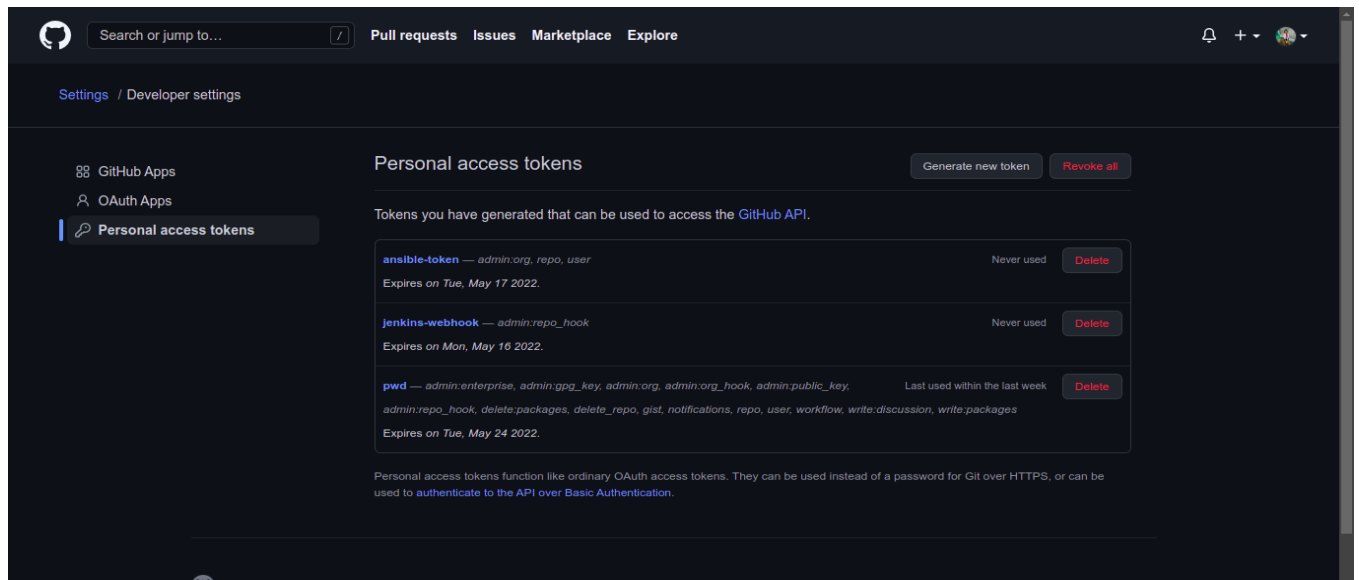 Search or jump to… /
Pull requests Issues Marketplace Explore
Settings / Developer settings
GitHub Apps
OAuth Apps
Personal access tokens
Personal access tokens
Generate new token
Revoke all
Tokens you have generated that can be used to access the GitHub API.
ansible-token — admin:org, repo, user
Never used
Delete
Expires on Tue, May 17 2022.
jenkins-webhook — admin:repo_hook
Never used
Delete
Expires on Mon, May 16 2022.
pwd — admin:enterprise, admin:gpg_key, admin:org, admin:org_hook, admin:public_key,
Last used within the last week
Delete
admin:repo_hook, delete:packages, delete_repo, gist, notifications, repo, user, workflow, write:discussion, write:packages
Expires on Tue, May 24 2022.
Personal access tokens function like ordinary OAuth access tokens. They can be used instead of a password for Git over HTTPS, or can be
used to authenticate to the API over Basic Authentication.